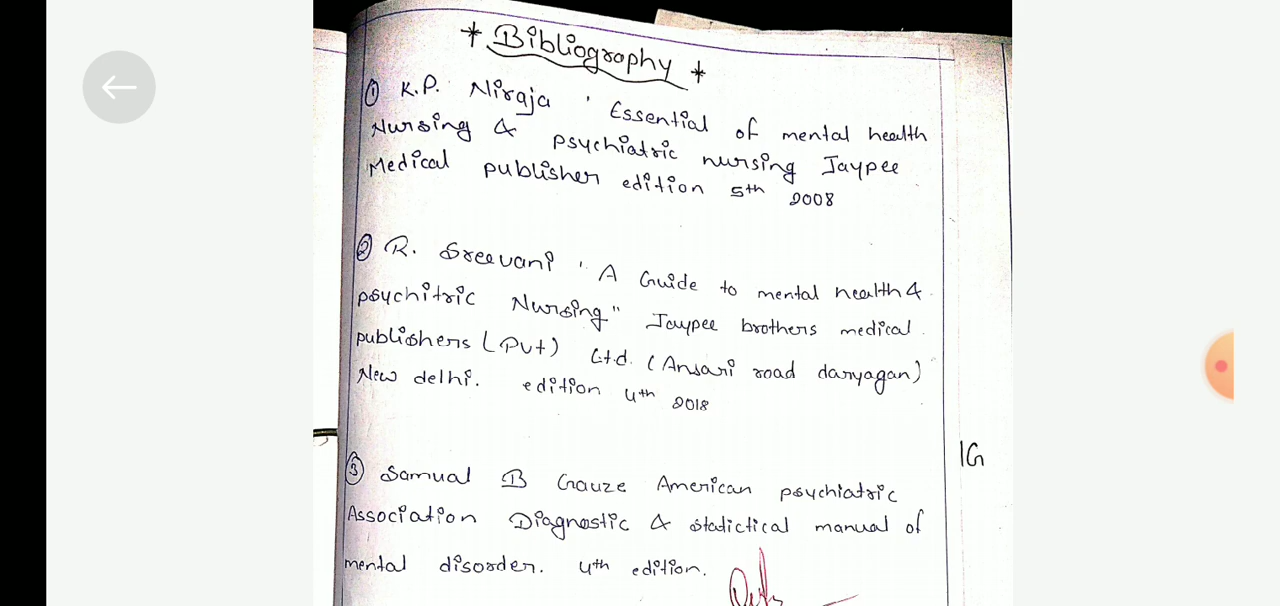 * Bibliography *
① K.P. Niraja ' Essential of mental health
Nursing & psychiatric nursing Jaypee
Medical publisher edition 5th 2008
② R. Sreevani ' A Guide to mental health &
psychitric Nursing" Jaypee brothers medical
publishers (Pvt) Ltd. (Ansari road daryagan)
New delhi. edition 4th 2018
③ Samual B Gauze American psychiatric
Association Diagnostic & statictical manual of
mental disorder. 4th edition.